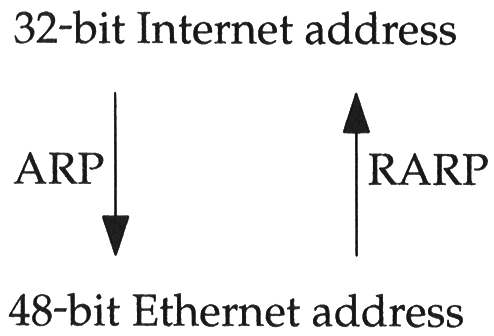 32-bit Internet address
ARP
RARP
48-bit Ethernet address